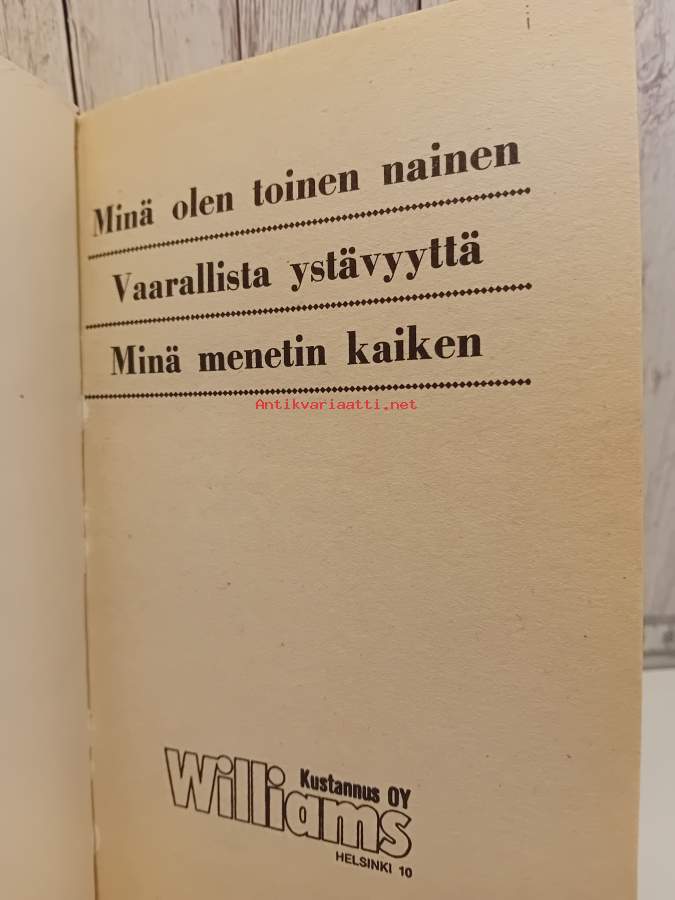 Minä olen toinen nainen
Vaarallista ystävyyttä
Minä menetin kaiken
Antikvariaatti.net
Kustannus OY
Williams
HELSINKI 10